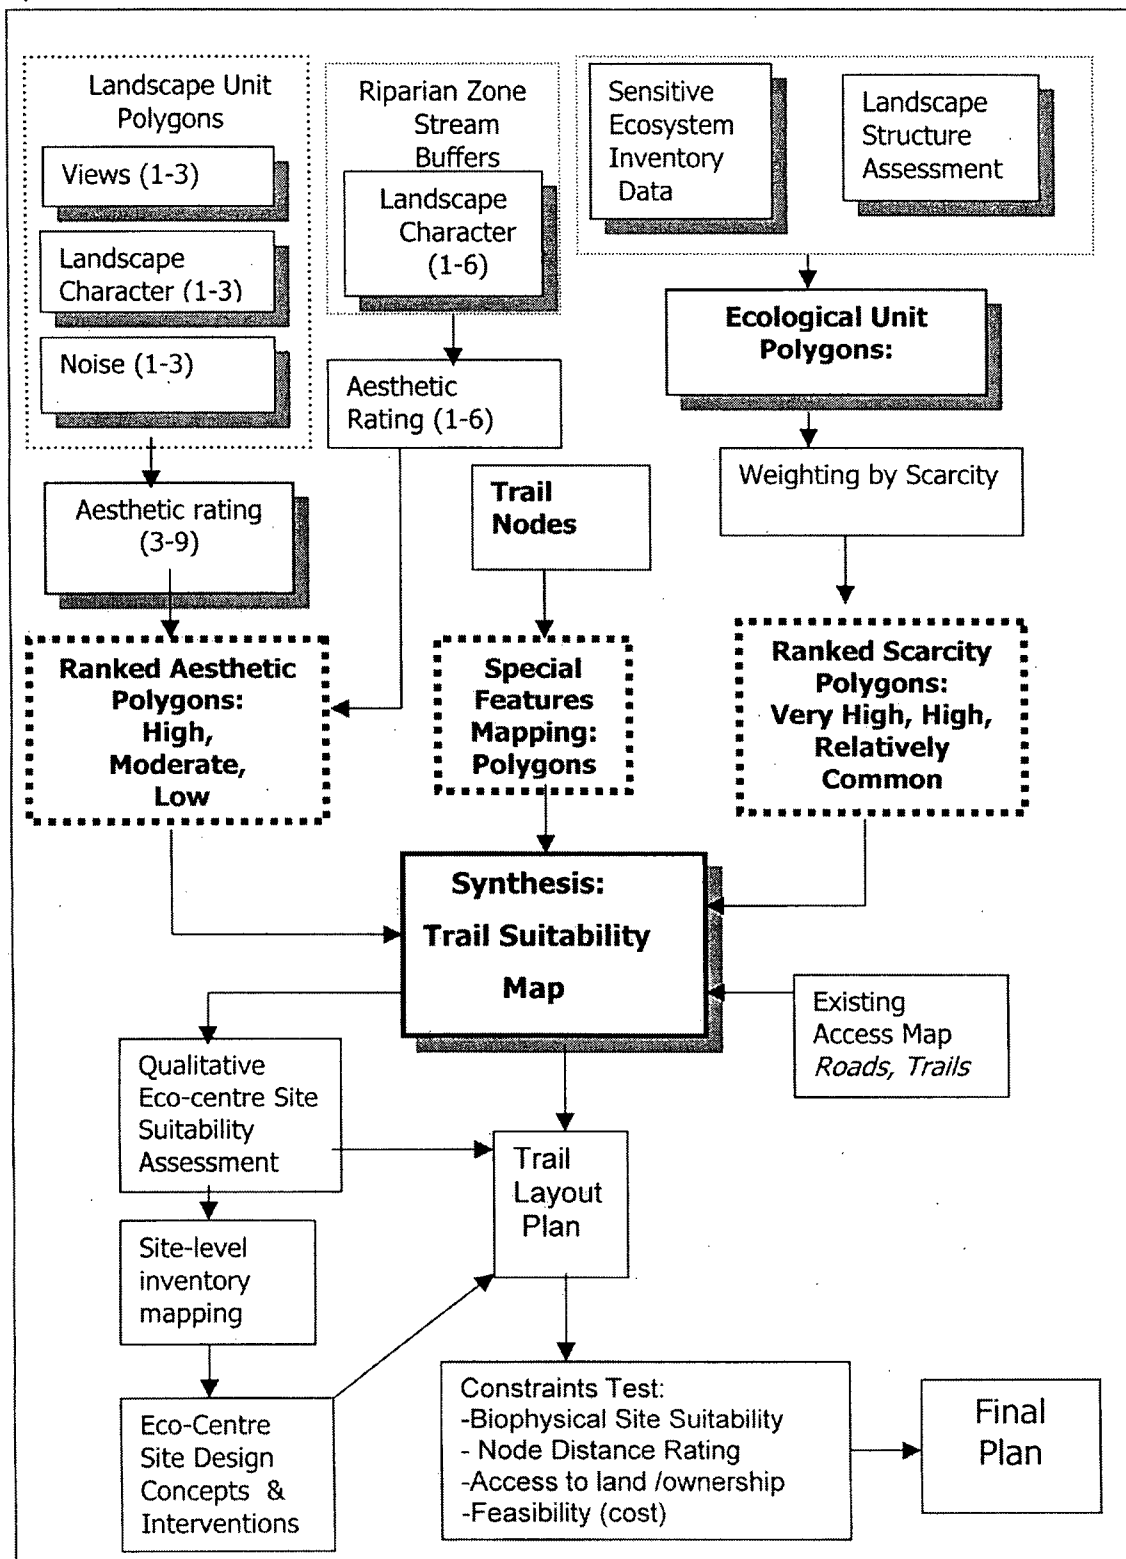 Landscape Unit
Polygons
Views (1-3)
Landscape
Character (1-3)
Noise (1-3)
Riparian Zone
Stream
Buffers
Landscape
Character
(1-6)
Sensitive
Ecosystem
Inventory
Data
Landscape
Structure
Assessment
Ecological Unit
Polygons:
Aesthetic
Rating (1-6)
Weighting by Scarcity
Aesthetic rating
(3-9)
Trail
Nodes
Ranked Aesthetic
Polygons:
High,
Moderate,
Low
Special
Features
Mapping:
Polygons
Ranked Scarcity
Polygons:
Very High, High,
Relatively
Common
Synthesis:
Trail Suitability
Map
Existing
Access Map
Roads, Trails
Qualitative
Eco-centre Site
Suitability
Assessment
Trail
Layout
Plan
Site-level
inventory
mapping
Eco-Centre
Site Design
Concepts &
Interventions
Constraints Test:
-Biophysical Site Suitability
- Node Distance Rating
-Access to land /ownership
-Feasibility (cost)
Final
Plan